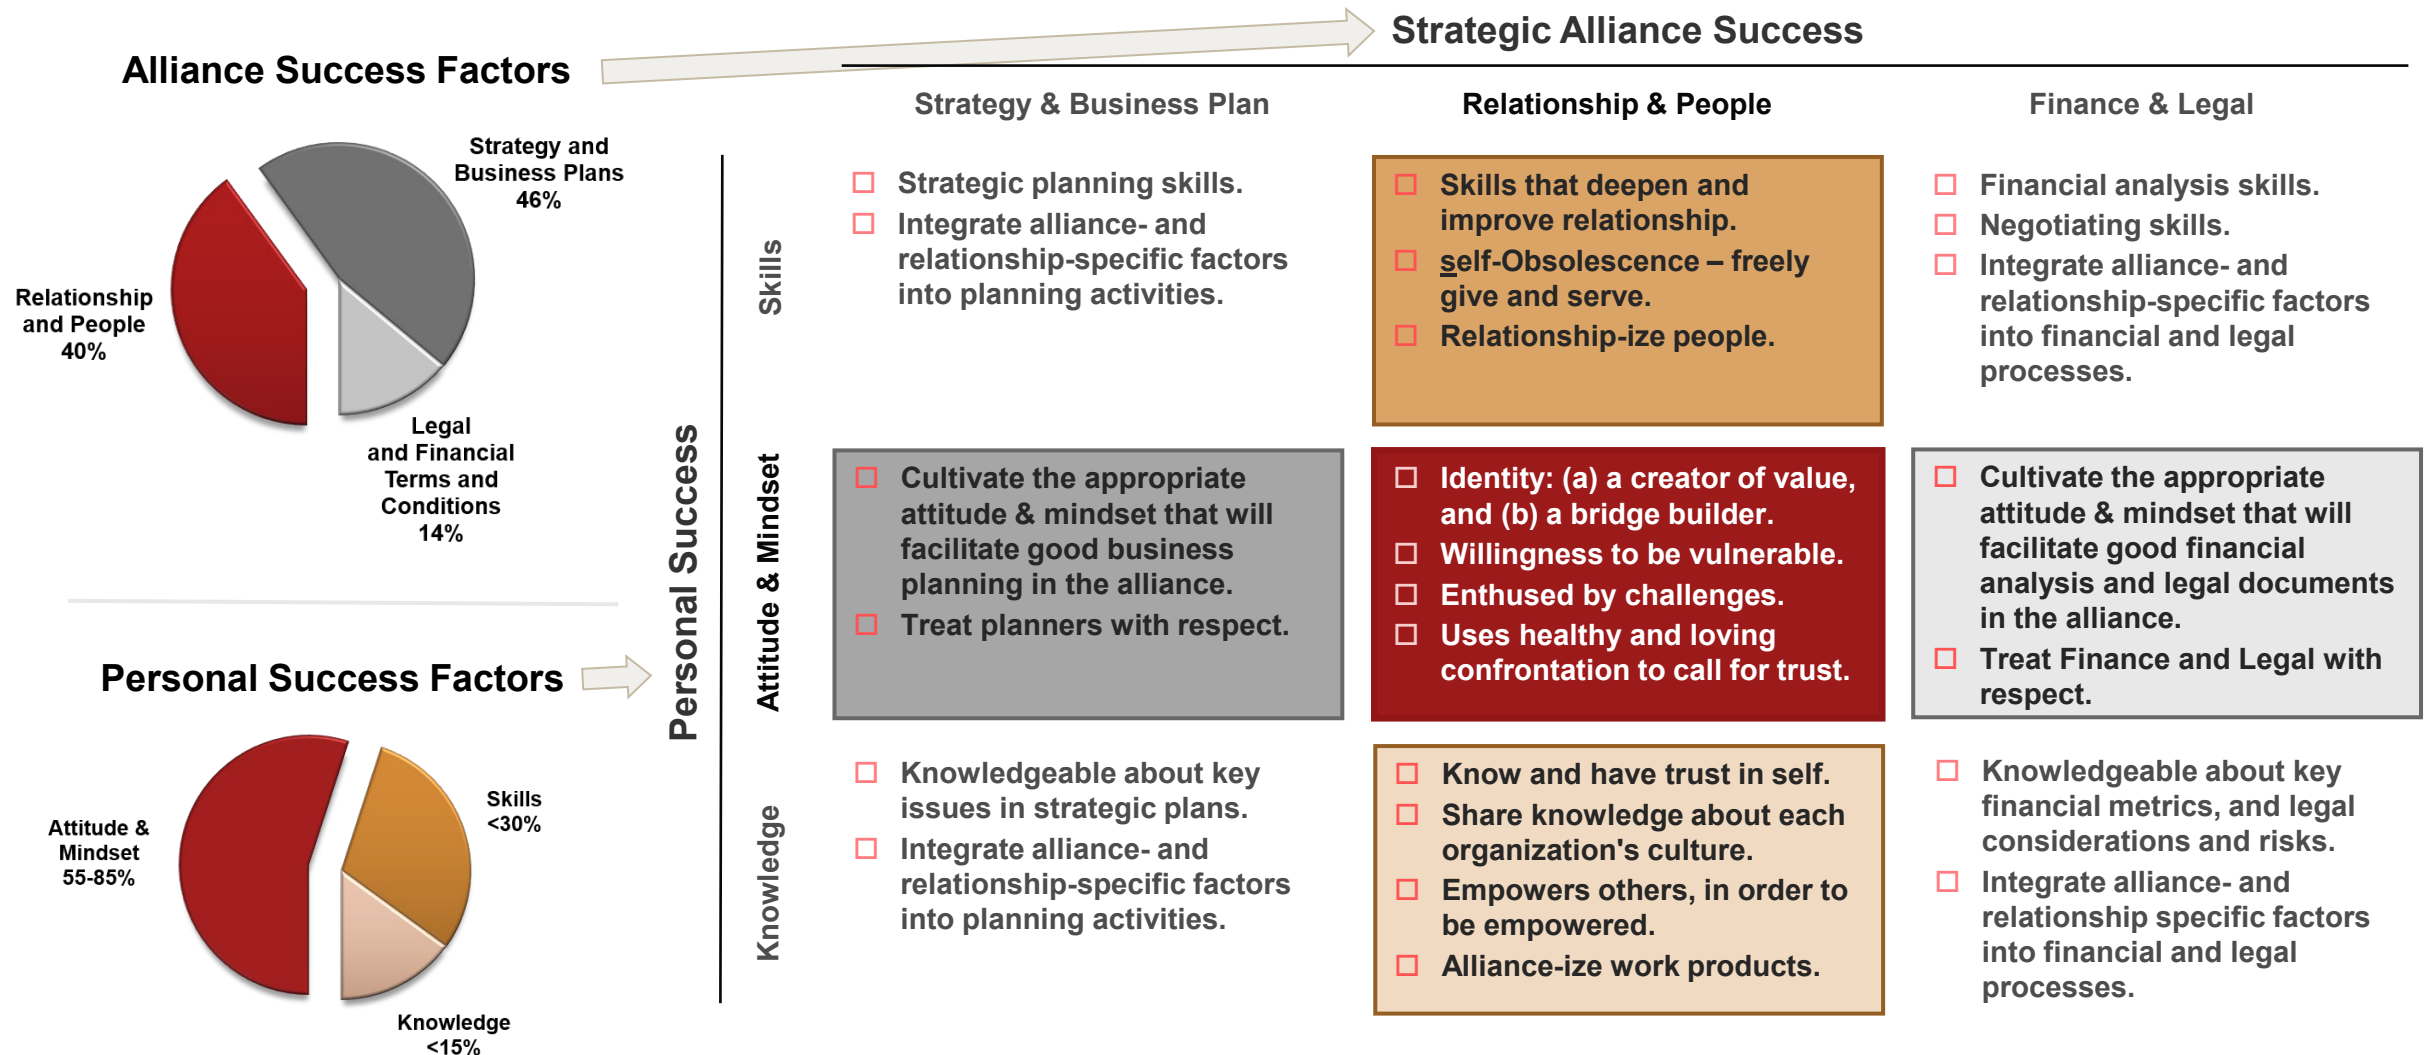 Strategic Alliance Success
Alliance Success Factors
Strategy & Business Plan
Relationship & People
Finance & Legal
Strategy and
Business Plans
46%
Relationship
and People
40%
Legal
and Financial
Terms and
Conditions
14%
Personal Success Factors
Attitude &
Mindset
55-85%
Skills
<30%
Knowledge
<15%
Personal Success
Skills
Strategic planning skills.
Integrate alliance- and
relationship-specific factors
into planning activities.
Skills that deepen and
improve relationship.
self-Obsolescence – freely
give and serve.
Relationship-ize people.
Financial analysis skills.
Negotiating skills.
Integrate alliance- and
relationship-specific factors
into financial and legal
processes.
Attitude & Mindset
Cultivate the appropriate
attitude & mindset that will
facilitate good business
planning in the alliance.
Treat planners with respect.
Identity: (a) a creator of value,
and (b) a bridge builder.
Willingness to be vulnerable.
Enthused by challenges.
Uses healthy and loving
confrontation to call for trust.
Cultivate the appropriate
attitude & mindset that will
facilitate good financial
analysis and legal documents
in the alliance.
Treat Finance and Legal with
respect.
Knowledge
Knowledgeable about key
issues in strategic plans.
Integrate alliance- and
relationship-specific factors
into planning activities.
Know and have trust in self.
Share knowledge about each
organization's culture.
Empowers others, in order to
be empowered.
Alliance-ize work products.
Knowledgeable about key
financial metrics, and legal
considerations and risks.
Integrate alliance- and
relationship specific factors
into financial and legal
processes.